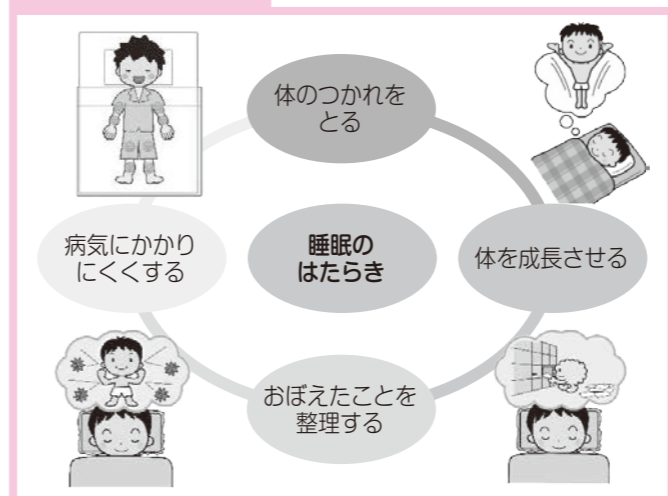 体のつかれを
とる
病気にかかり
にくくする
睡眠の
はたらき
体を成長させる
おぼえたことを
整理する